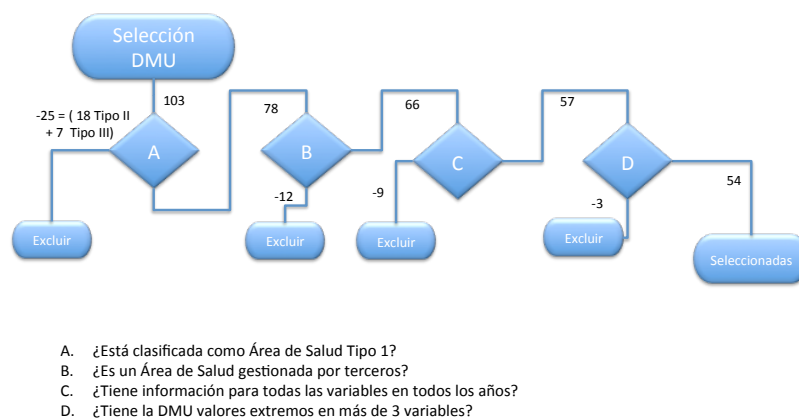 Selección
DMU
103
-25 = ( 18 Tipo II
+ 7 Tipo III)
A
78
B
66
C
57
D
54
-12
-9
-3
Excluir
Excluir
Excluir
Excluir
Seleccionadas
A. ¿Está clasificada como Área de Salud Tipo 1?
B. ¿Es un Área de Salud gestionada por terceros?
C. ¿Tiene información para todas las variables en todos los años?
D. ¿Tiene la DMU valores extremos en más de 3 variables?